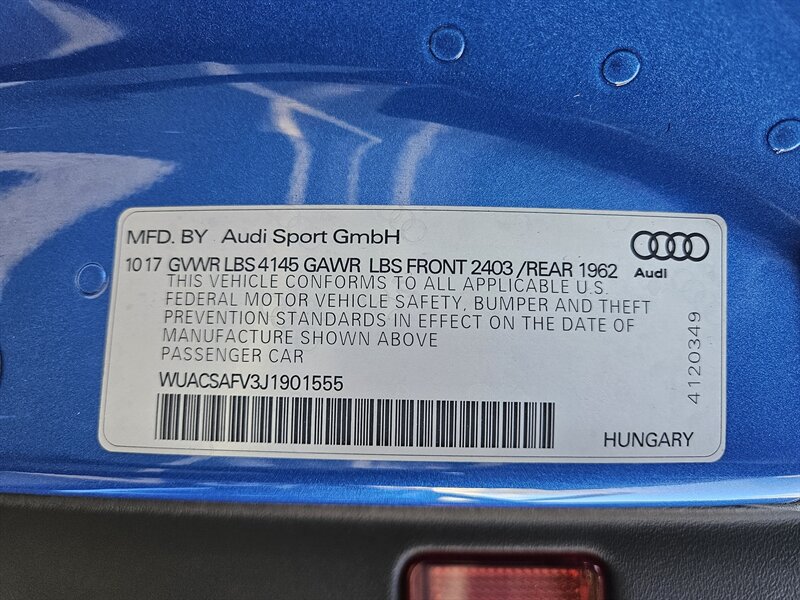 MFD. BY Audi Sport GmbH
10 17 GVWR LBS 4145 GAWR LBS FRONT 2403 /REAR 1962
Audi
THIS VEHICLE CONFORMS TO ALL APPLICABLE U.S.
FEDERAL MOTOR VEHICLE SAFETY, BUMPER AND THEFT
PREVENTION STANDARDS IN EFFECT ON THE DATE OF
MANUFACTURE SHOWN ABOVE
PASSENGER CAR
WUACSAFV3J1901555
4120349
HUNGARY